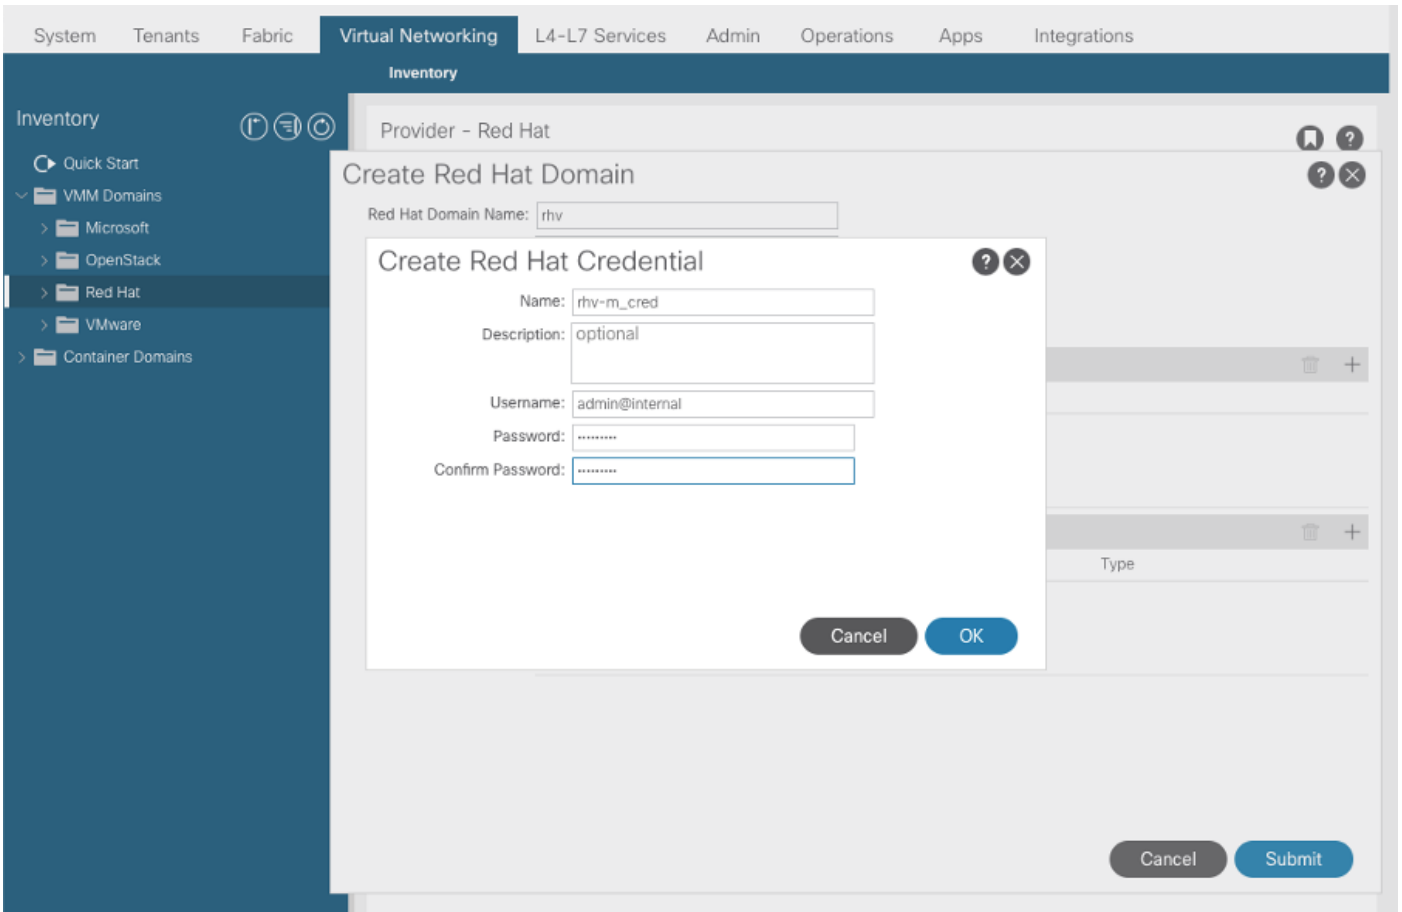 System Tenants Fabric Virtual Networking L4-L7 Services Admin Operations Apps Integrations
Inventory
Inventory
Quick Start
VMM Domains
Microsoft
OpenStack
Red Hat
VMware
Container Domains
Provider - Red Hat
Create Red Hat Domain
Red Hat Domain Name: rhv
Create Red Hat Credential
Name: rhv-m_cred
Description: optional
Username: admin@internal
Password: ·········
Confirm Password: ·········
Cancel OK
Type
Cancel Submit